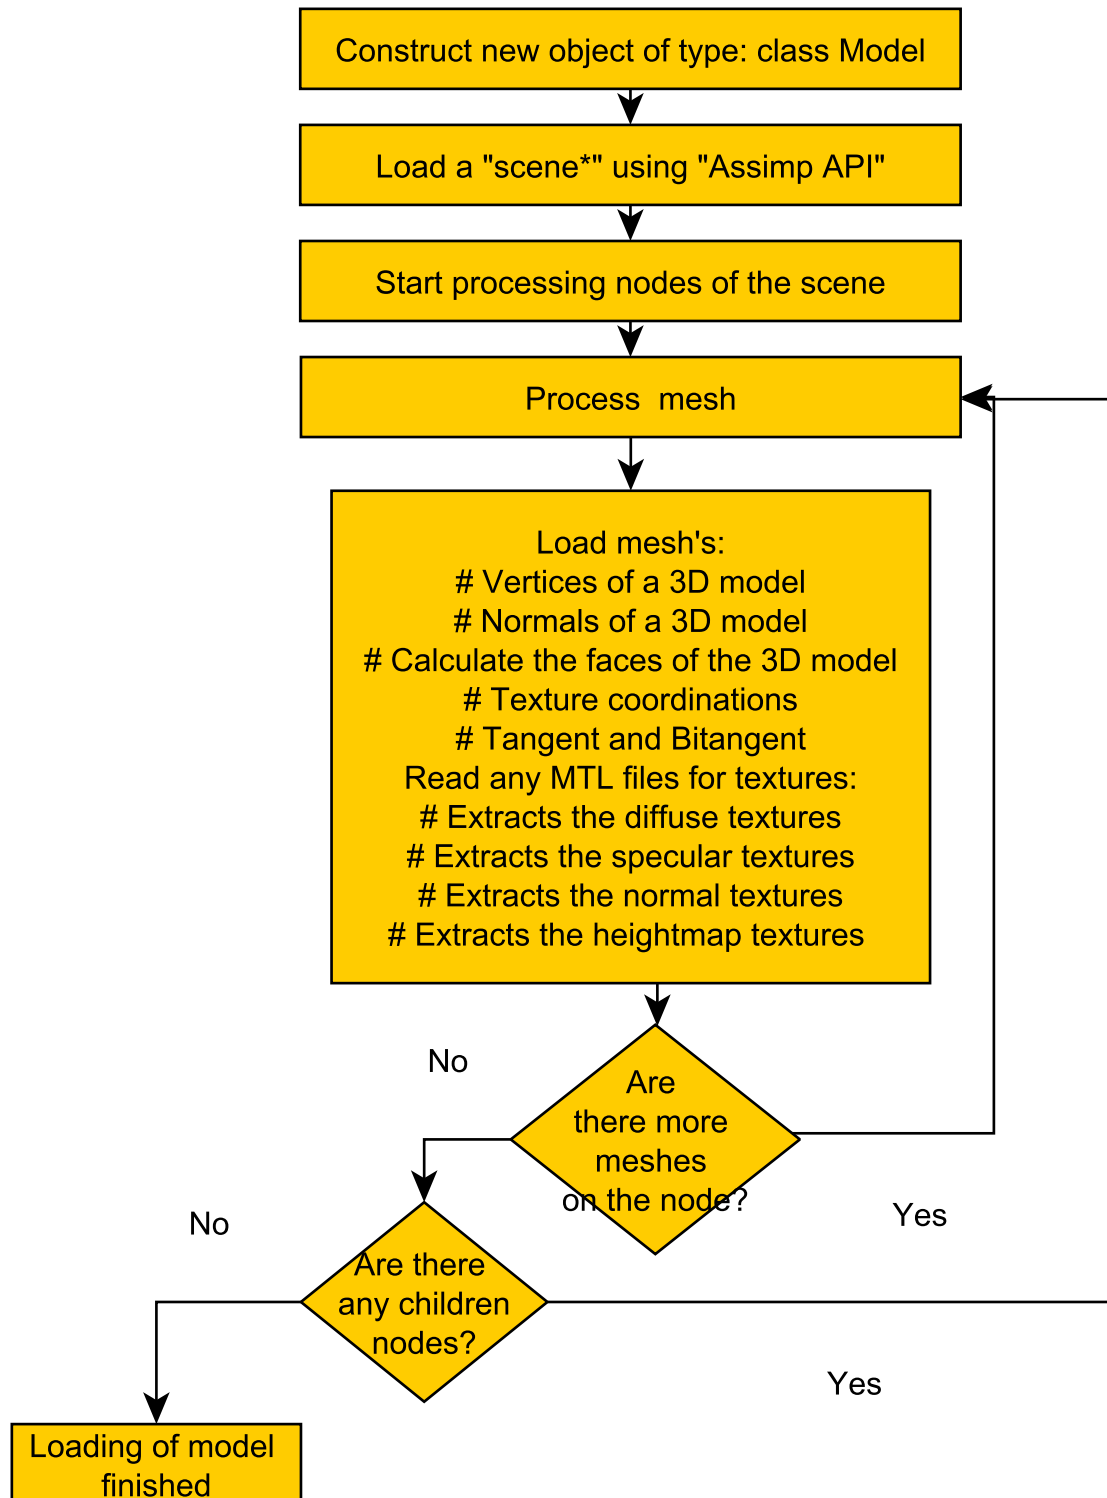 Construct new object of type: class Model
Load a "scene*" using "Assimp API"
Start processing nodes of the scene
Process  mesh
Load mesh's:
# Vertices of a 3D model
# Normals of a 3D model
# Calculate the faces of the 3D model
# Texture coordinations
# Tangent and Bitangent
Read any MTL files for textures:
# Extracts the diffuse textures
# Extracts the specular textures
# Extracts the normal textures
# Extracts the heightmap textures
No
Are
there more
meshes
on the node?
Yes
No
Are there
any children
nodes?
Yes
Loading of model
finished